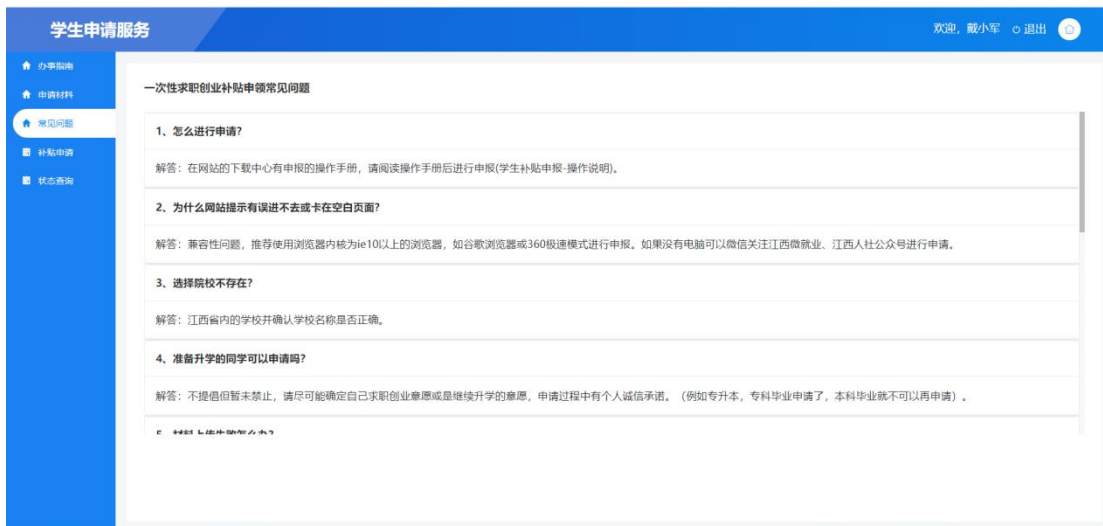 学生申请服务
欢迎，戴小军 退出
办事指南
申请材料
常见问题
补贴申请
状态查询
一次性求职创业补贴申领常见问题
1、怎么进行申请？
解答：在网站的下载中心有申报的操作手册，请阅读操作手册后进行申报(学生补贴申报-操作说明)。
2、为什么网站提示有误进不去或卡在空白页面？
解答：兼容性问题，推荐使用浏览器内核为ie10以上的浏览器，如谷歌浏览器或360极速模式进行申报。如果没有电脑可以微信关注江西微就业、江西人社公众号进行申请。
3、选择院校不存在？
解答：江西省内的学校并确认学校名称是否正确。
4、准备升学的同学可以申请吗？
解答：不提倡但暂未禁止，请尽可能确定自己求职创业意愿或是继续升学的意愿，申请过程中有个人诚信承诺。（例如专升本，专科毕业申请了，本科毕业就不可以再申请）。
5、材料上传失败怎么办？